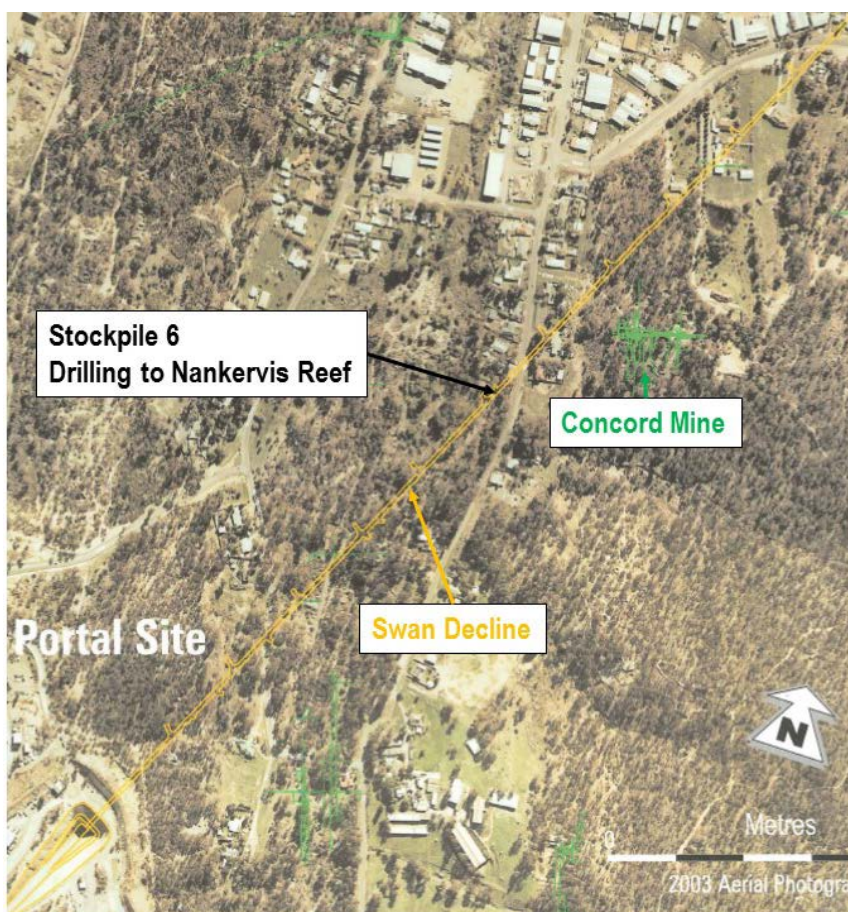 Stockpile 6
Drilling to Nankervis Reef
Concord Mine
Swan Decline
Portal Site
N
Metres
0
2003 Aerial Photogra